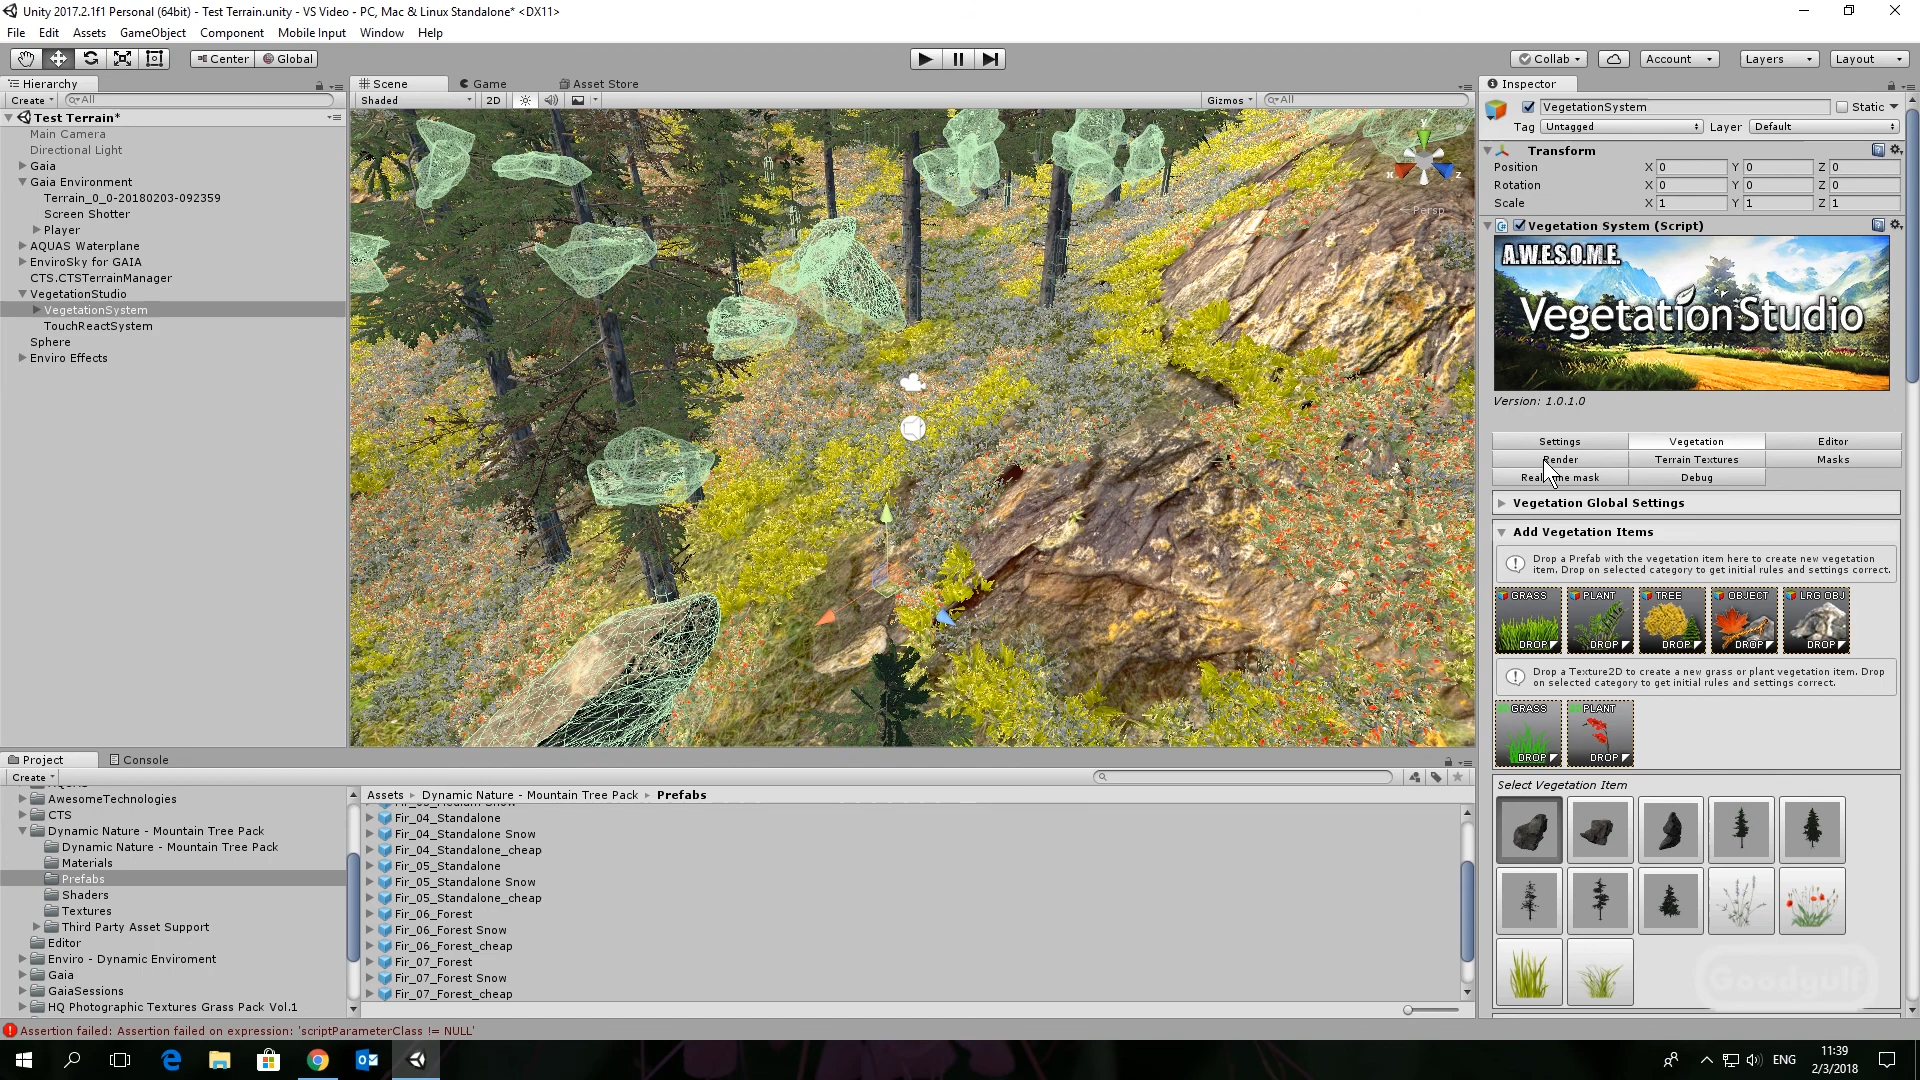 Unity 2017.2.1f1 Personal (64bit) - Test Terrain.unity - VS Video - PC, Mac & Linux Standalone* <DX11>
File Edit Assets GameObject Component Mobile Input Window Help
Center Global
Collab Account Layers Layout
Hierarchy
Create All
Test Terrain*
Main Camera
Directional Light
Gaia
Gaia Environment
Terrain_0_0-20180203-092359
Screen Shotter
Player
AQUAS Waterplane
EnviroSky for GAIA
CTS.CTSTerrainManager
VegetationStudio
VegetationSystem
TouchReactSystem
Sphere
Enviro Effects
Scene Game Asset Store
Shaded 2D Gizmos All
y
x z
Persp
Inspector
VegetationSystem Static
Tag Untagged Layer Default
Transform
Position X 0 Y 0 Z 0
Rotation X 0 Y 0 Z 0
Scale X 1 Y 1 Z 1
Vegetation System (Script)
A.W.E.S.O.M.E.
VegetationStudio
Version: 1.0.1.0
Settings Vegetation Editor
Render Terrain Textures Masks
mask Debug
Vegetation Global Settings
Add Vegetation Items
Drop a Prefab with the vegetation item here to create new vegetation
item. Drop on selected category to get initial rules and settings correct.
GRASS PLANT TREE OBJECT LRG OBJ
DROP DROP DROP DROP DROP
Drop a Texture2D to create a new grass or plant vegetation item. Drop
on selected category to get initial rules and settings correct.
GRASS PLANT
DROP DROP
Select Vegetation Item
Goodgulf
Project Console
Create
AwesomeTechnologies
CTS
Dynamic Nature - Mountain Tree Pack
Dynamic Nature - Mountain Tree Pack
Materials
Prefabs
Shaders
Textures
Third Party Asset Support
Editor
Enviro - Dynamic Enviroment
Gaia
GaiaSessions
HQ Photographic Textures Grass Pack Vol.1
Assets Dynamic Nature - Mountain Tree Pack Prefabs
Fir_04_Standalone
Fir_04_Standalone Snow
Fir_04_Standalone_cheap
Fir_05_Standalone
Fir_05_Standalone Snow
Fir_05_Standalone_cheap
Fir_06_Forest
Fir_06_Forest Snow
Fir_06_Forest_cheap
Fir_07_Forest
Fir_07_Forest Snow
Fir_07_Forest_cheap
Assertion failed: Assertion failed on expression: 'scriptParameterClass != NULL'
ENG
11:39
2/3/2018